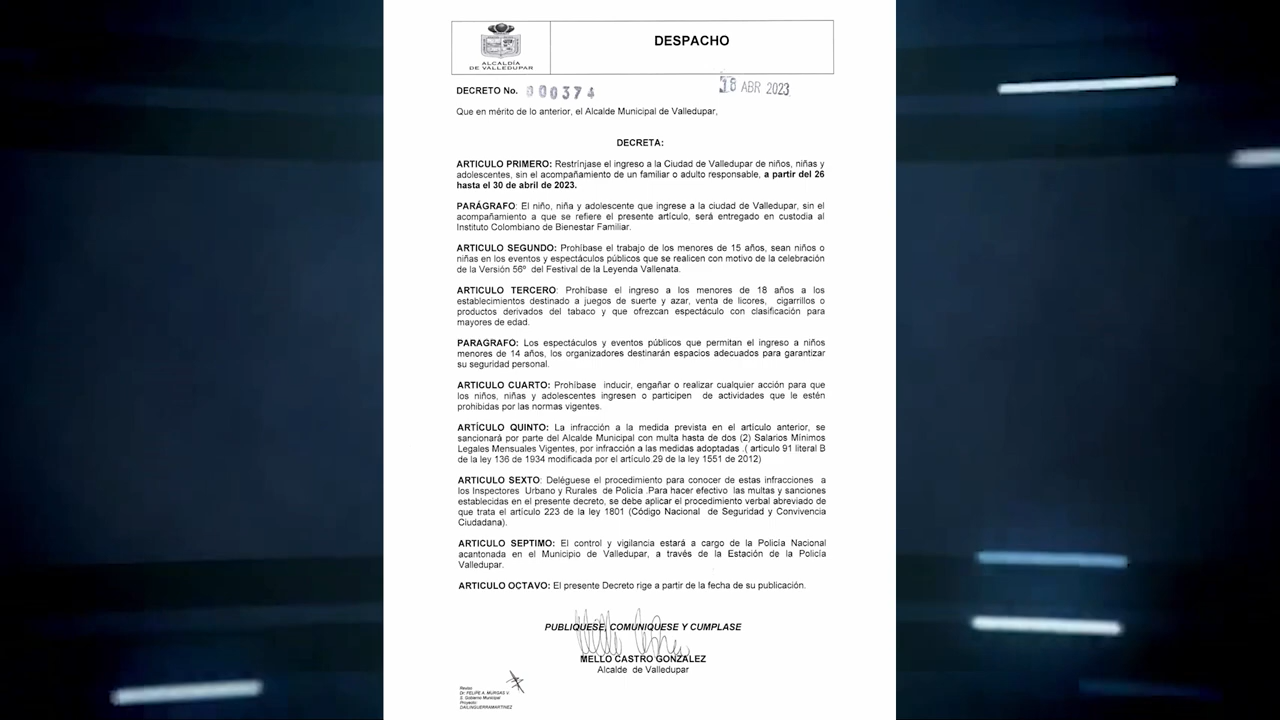 ALCALDÍA
DE VALLEDUPAR
DESPACHO
DECRETO No. 000374
18 ABR 2023
Que en mérito de lo anterior, el Alcalde Municipal de Valledupar,
DECRETA:
ARTICULO PRIMERO: Restrínjase el ingreso a la Ciudad de Valledupar de niños, niñas y
adolescentes, sin el acompañamiento de un familiar o adulto responsable, a partir del 26
hasta el 30 de abril de 2023.
PARÁGRAFO: El niño, niña y adolescente que ingrese a la ciudad de Valledupar, sin el
acompañamiento a que se refiere el presente artículo, será entregado en custodia al
Instituto Colombiano de Bienestar Familiar.
ARTICULO SEGUNDO: Prohíbase el trabajo de los menores de 15 años, sean niños o
niñas en los eventos y espectáculos públicos que se realicen con motivo de la celebración
de la Versión 56º del Festival de la Leyenda Vallenata.
ARTICULO TERCERO: Prohíbase el ingreso a los menores de 18 años a los
establecimientos destinado a juegos de suerte y azar, venta de licores, cigarrillos o
productos derivados del tabaco y que ofrezcan espectáculo con clasificación para
mayores de edad.
PARAGRAFO: Los espectáculos y eventos públicos que permitan el ingreso a niños
menores de 14 años, los organizadores destinarán espacios adecuados para garantizar
su seguridad personal.
ARTICULO CUARTO: Prohíbase inducir, engañar o realizar cualquier acción para que
los niños, niñas y adolescentes ingresen o participen de actividades que le estén
prohibidas por las normas vigentes.
ARTÍCULO QUINTO: La infracción a la medida prevista en el artículo anterior, se
sancionará por parte del Alcalde Municipal con multa hasta de dos (2) Salarios Mínimos
Legales Mensuales Vigentes, por infracción a las medidas adoptadas .( articulo 91 literal B
de la ley 136 de 1934 modificada por el artículo.29 de la ley 1551 de 2012)
ARTICULO SEXTO: Deléguese el procedimiento para conocer de estas infracciones a
los Inspectores Urbano y Rurales de Policía .Para hacer efectivo las multas y sanciones
establecidas en el presente decreto, se debe aplicar el procedimiento verbal abreviado de
que trata el artículo 223 de la ley 1801 (Código Nacional de Seguridad y Convivencia
Ciudadana).
ARTICULO SEPTIMO: El control y vigilancia estará a cargo de la Policía Nacional
acantonada en el Municipio de Valledupar, a través de la Estación de la Policía
Valledupar.
ARTICULO OCTAVO: El presente Decreto rige a partir de la fecha de su publicación.
PUBLIQUESE, COMUNIQUESE Y CUMPLASE
MELLO CASTRO GONZALEZ
Alcalde de Valledupar
Reviso:
Dr. FELIPE A. MURGAS V.
S. Gobierno Municipal
Proyecto:
DAILINGUERRAMARTINEZ